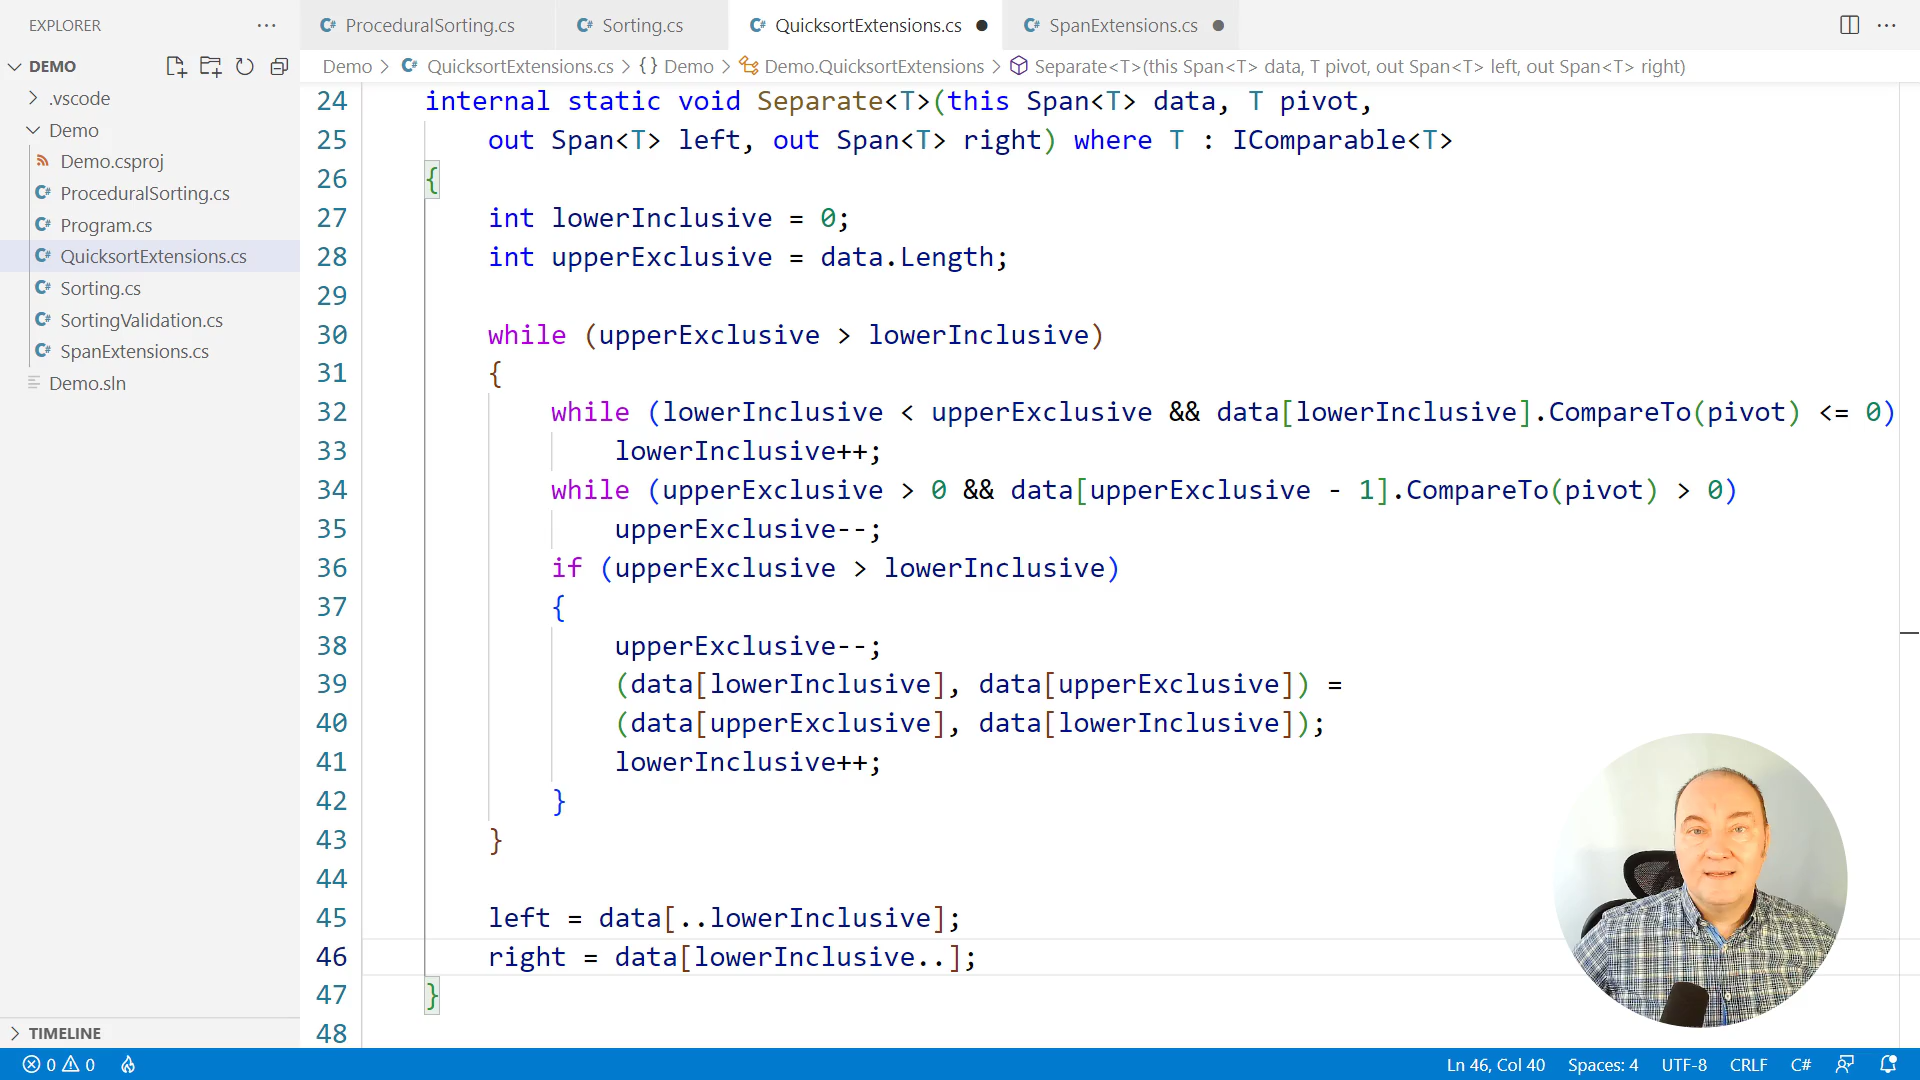 EXPLORER
ProceduralSorting.cs
Sorting.cs
QuicksortExtensions.cs
SpanExtensions.cs
DEMO
Demo > C# QuicksortExtensions.cs > {} Demo > Demo.QuicksortExtensions > Separate<T>(this Span<T> data, T pivot, out Span<T> left, out Span<T> right)
.vscode
Demo
Demo.csproj
ProceduralSorting.cs
Program.cs
QuicksortExtensions.cs
Sorting.cs
SortingValidation.cs
SpanExtensions.cs
Demo.sln
24 internal static void Separate<T>(this Span<T> data, T pivot,
25 out Span<T> left, out Span<T> right) where T : IComparable<T>
26 {
27 int lowerInclusive = 0;
28 int upperExclusive = data.Length;
29
30 while (upperExclusive > lowerInclusive)
31 {
32 while (lowerInclusive < upperExclusive && data[lowerInclusive].CompareTo(pivot) <= 0)
33 lowerInclusive++;
34 while (upperExclusive > 0 && data[upperExclusive - 1].CompareTo(pivot) > 0)
35 upperExclusive--;
36 if (upperExclusive > lowerInclusive)
37 {
38 upperExclusive--;
39 (data[lowerInclusive], data[upperExclusive]) =
40 (data[upperExclusive], data[lowerInclusive]);
41 lowerInclusive++;
42 }
43 }
44
45 left = data[..lowerInclusive];
46 right = data[lowerInclusive..];
47 }
48
TIMELINE
0 0
Ln 46, Col 40 Spaces: 4 UTF-8 CRLF C#